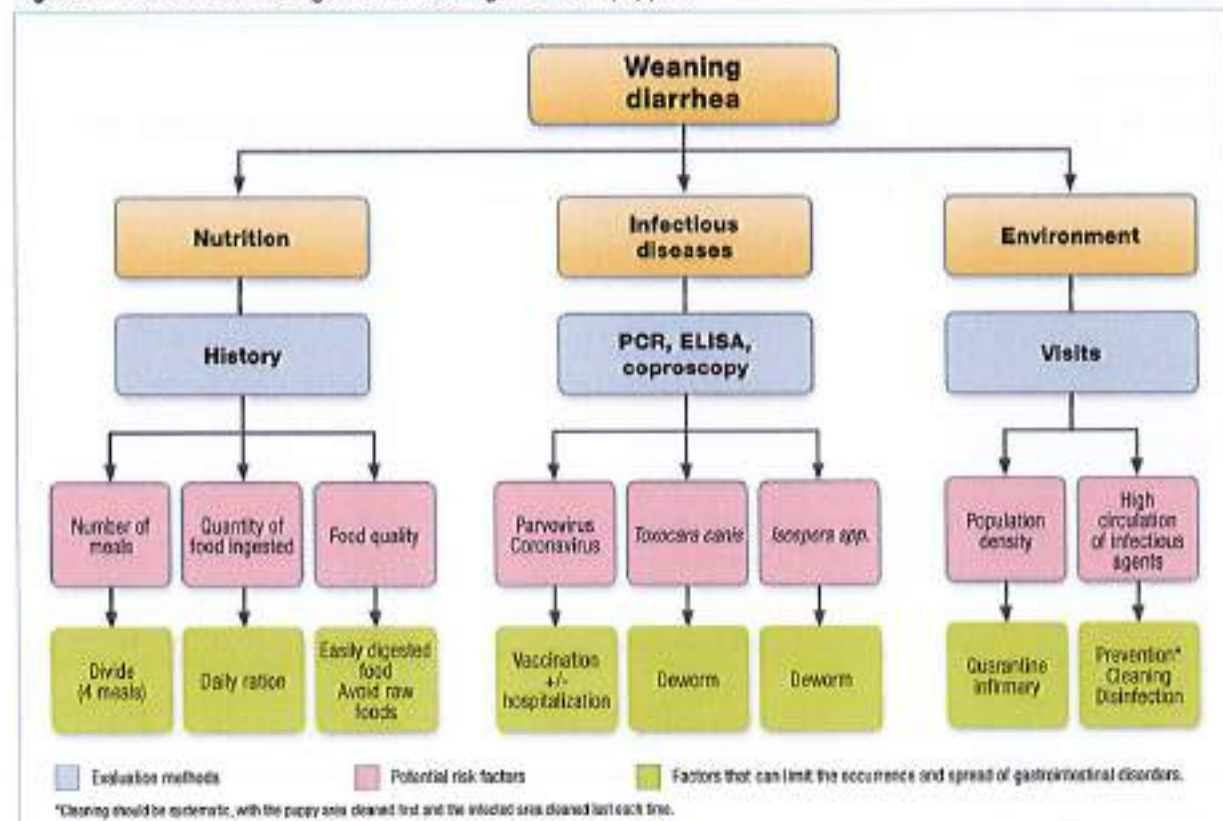 Weaning
diarrhea
Nutrition
Infectious
diseases
Environment
History
PCR, ELISA,
coproscopy
Visits
Number of
meals
Quantity of
food ingested
Food quality
Parvovirus
Coronavirus
Toxocara canis
Isospora spp.
Population
density
High
circulation
of infectious
agents
Divide
(4 meals)
Daily ration
Easily digested
food
Avoid raw
foods
Vaccination
+/-
hospitalization
Deworm
Deworm
Quarantine
infirmary
Prevention*
Cleaning
Disinfection
Evaluation methods
Potential risk factors
Factors that can limit the occurrence and spread of gastrointestinal disorders.
*Cleaning should be systematic, with the puppy area cleaned first and the infected area cleaned last each time.